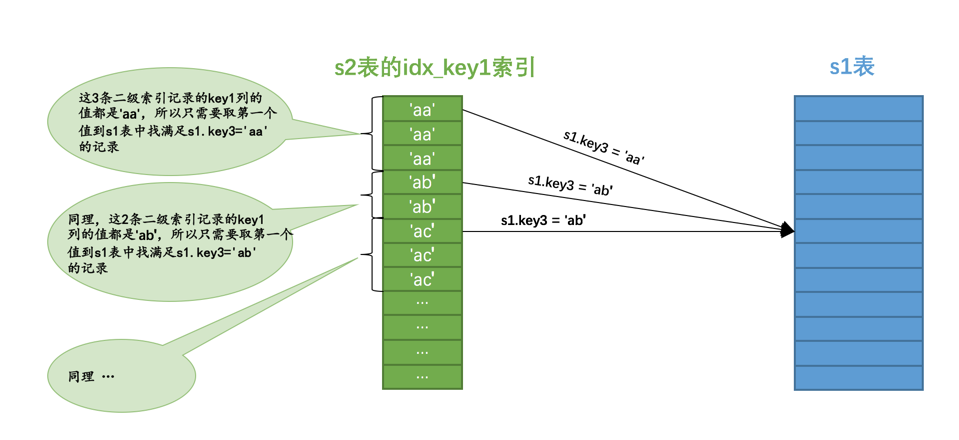 s2表的idx_key1索引
s1表
这3条二级索引记录的key1列的
值都是'aa'，所以只需要取第一个
值到s1表中找满足s1.key3='aa'
的记录
同理，这2条二级索引记录的key1
列的值都是'ab'，所以只需要取第一个
值到s1表中找满足s1.key3='ab'
的记录
同理 …
'aa'
'aa'
'aa'
'ab'
'ab'
'ac'
'ac'
'ac'
…
…
…
…
s1.key3 = 'aa'
s1.key3 = 'ab'
s1.key3 = 'ab'